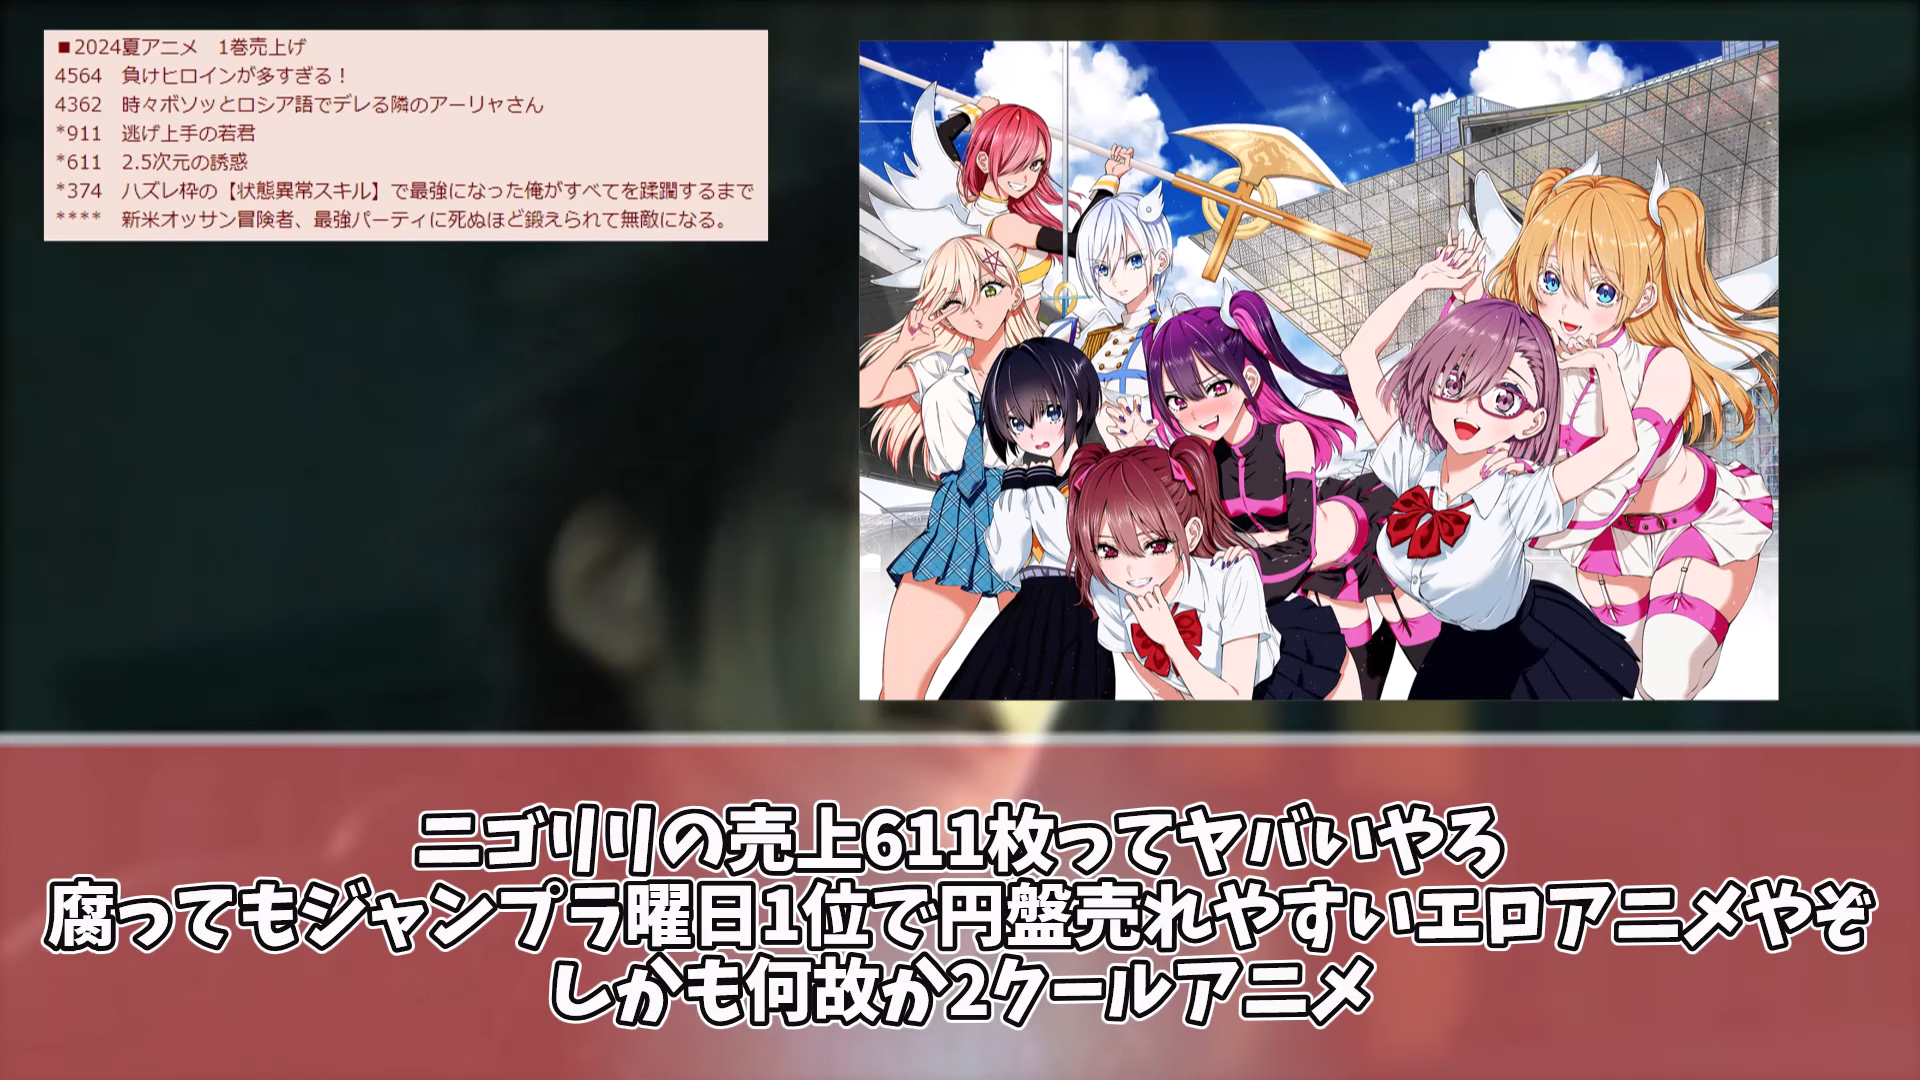 ■2024夏アニメ　1巻売上げ
4564　負けヒロインが多すぎる！
4362　時々ボソッとロシア語でデレる隣のアーリャさん
*911　逃げ上手の若君
*611　2.5次元の誘惑
*374　ハズレ枠の【状態異常スキル】で最強になった俺がすべてを蹂躙するまで
****　新米オッサン冒険者、最強パーティに死ぬほど鍛えられて無敵になる。
ニゴリリの売上611枚ってヤバいやろ
腐ってもジャンプラ曜日1位で円盤売れやすいエロアニメやぞ
しかも何故か2クールアニメ